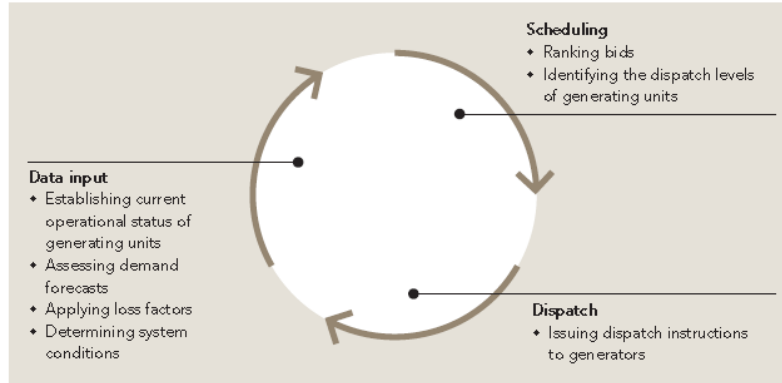 Scheduling
◆ Ranking bids
◆ Identifying the dispatch levels
of generating units
Data input
◆ Establishing current
operational status of
generating units
◆ Assessing demand
forecasts
◆ Applying loss factors
◆ Determining system
conditions
Dispatch
◆ Issuing dispatch instructions
to generators